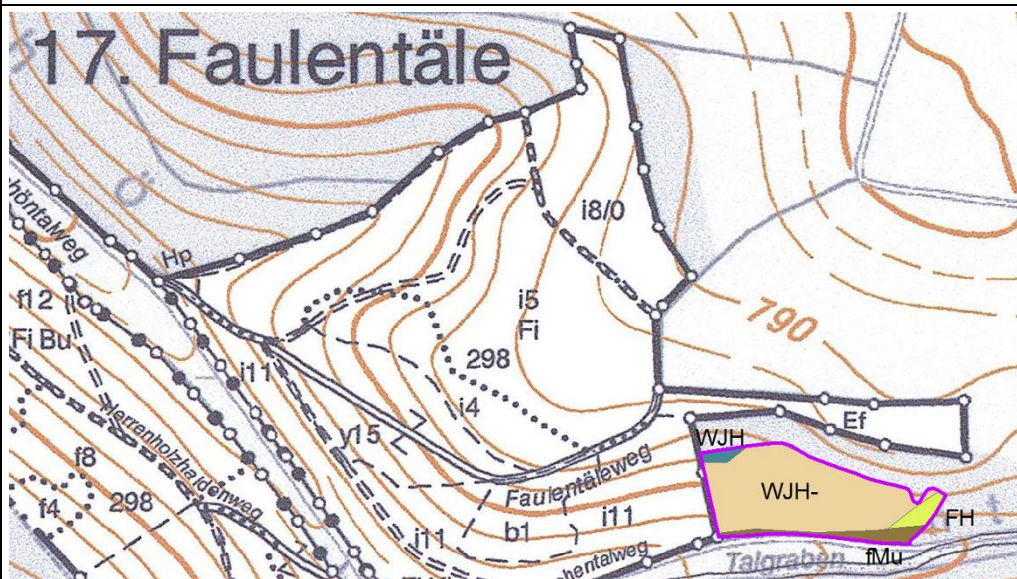 17. Faulentäle
Hp
i8/0
f12
i5
Fi
790
Fi Bu
298
i11
i4
y15
Ef
Herrenholzhaidenweg
WJH
f8
Faulentäleweg
298
WJH-
f4
FH
b1
i11
i11
Talgraben
fMu